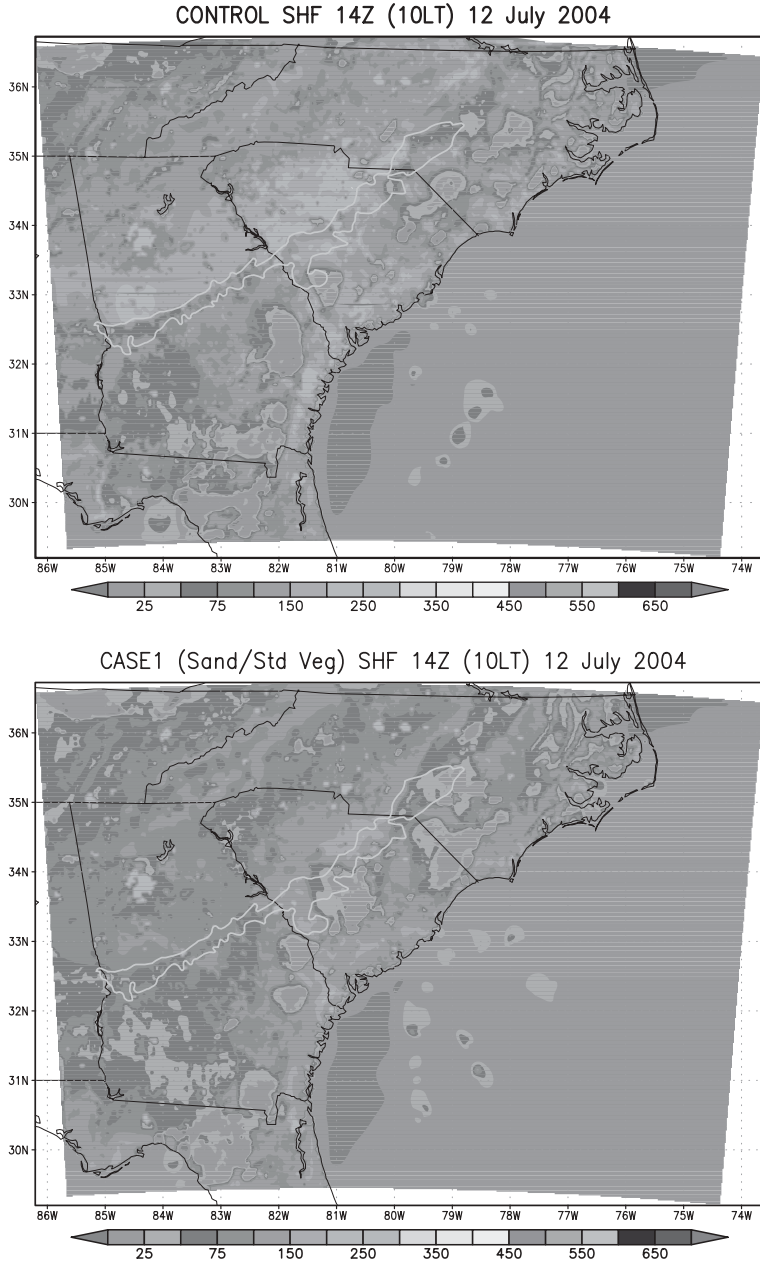 CONTROL SHF 14Z (10LT) 12 July 2004
36N
35N
34N
33N
32N
31N
30N
86W 85W 84W 83W 82W 81W 80W 79W 78W 77W 76W 75W 74W
25 75 150 250 350 450 550 650
CASE1 (Sand/Std Veg) SHF 14Z (10LT) 12 July 2004
36N
35N
34N
33N
32N
31N
30N
86W 85W 84W 83W 82W 81W 80W 79W 78W 77W 76W 75W 74W
25 75 150 250 350 450 550 650